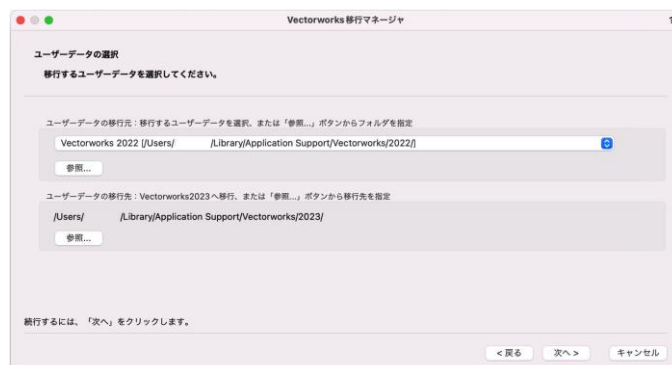 Vectorworks移行マネージャ
1
ユーザーデータの選択
移行するユーザーデータを選択してください。
ユーザーデータの移行元：移行するユーザーデータを選択、または「参照...」ボタンからフォルダを指定
Vectorworks 2022 [/Users/ /Library/Application Support/Vectorworks/2022/]
参照...
ユーザーデータの移行先：Vectorworks2023へ移行、または「参照...」ボタンから移行先を指定
/Users/ /Library/Application Support/Vectorworks/2023/
参照...
続行するには、「次へ」をクリックします。
< 戻る 次へ > キャンセル